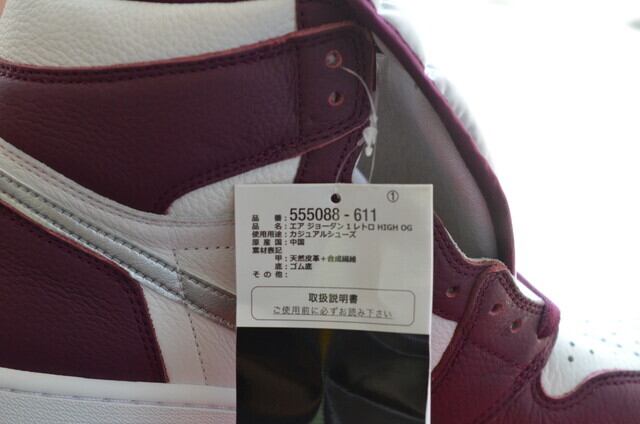 ①
品　番： 555088 - 611
品　名： エア ジョーダン 1 レトロ HIGH OG
使用用途： カジュアルシューズ
原 産 国： 中国
素材表記
甲： 天然皮革＋合成繊維
底： ゴム底
そ の 他：
取扱説明書
ご使用前に必ずお読み下さい